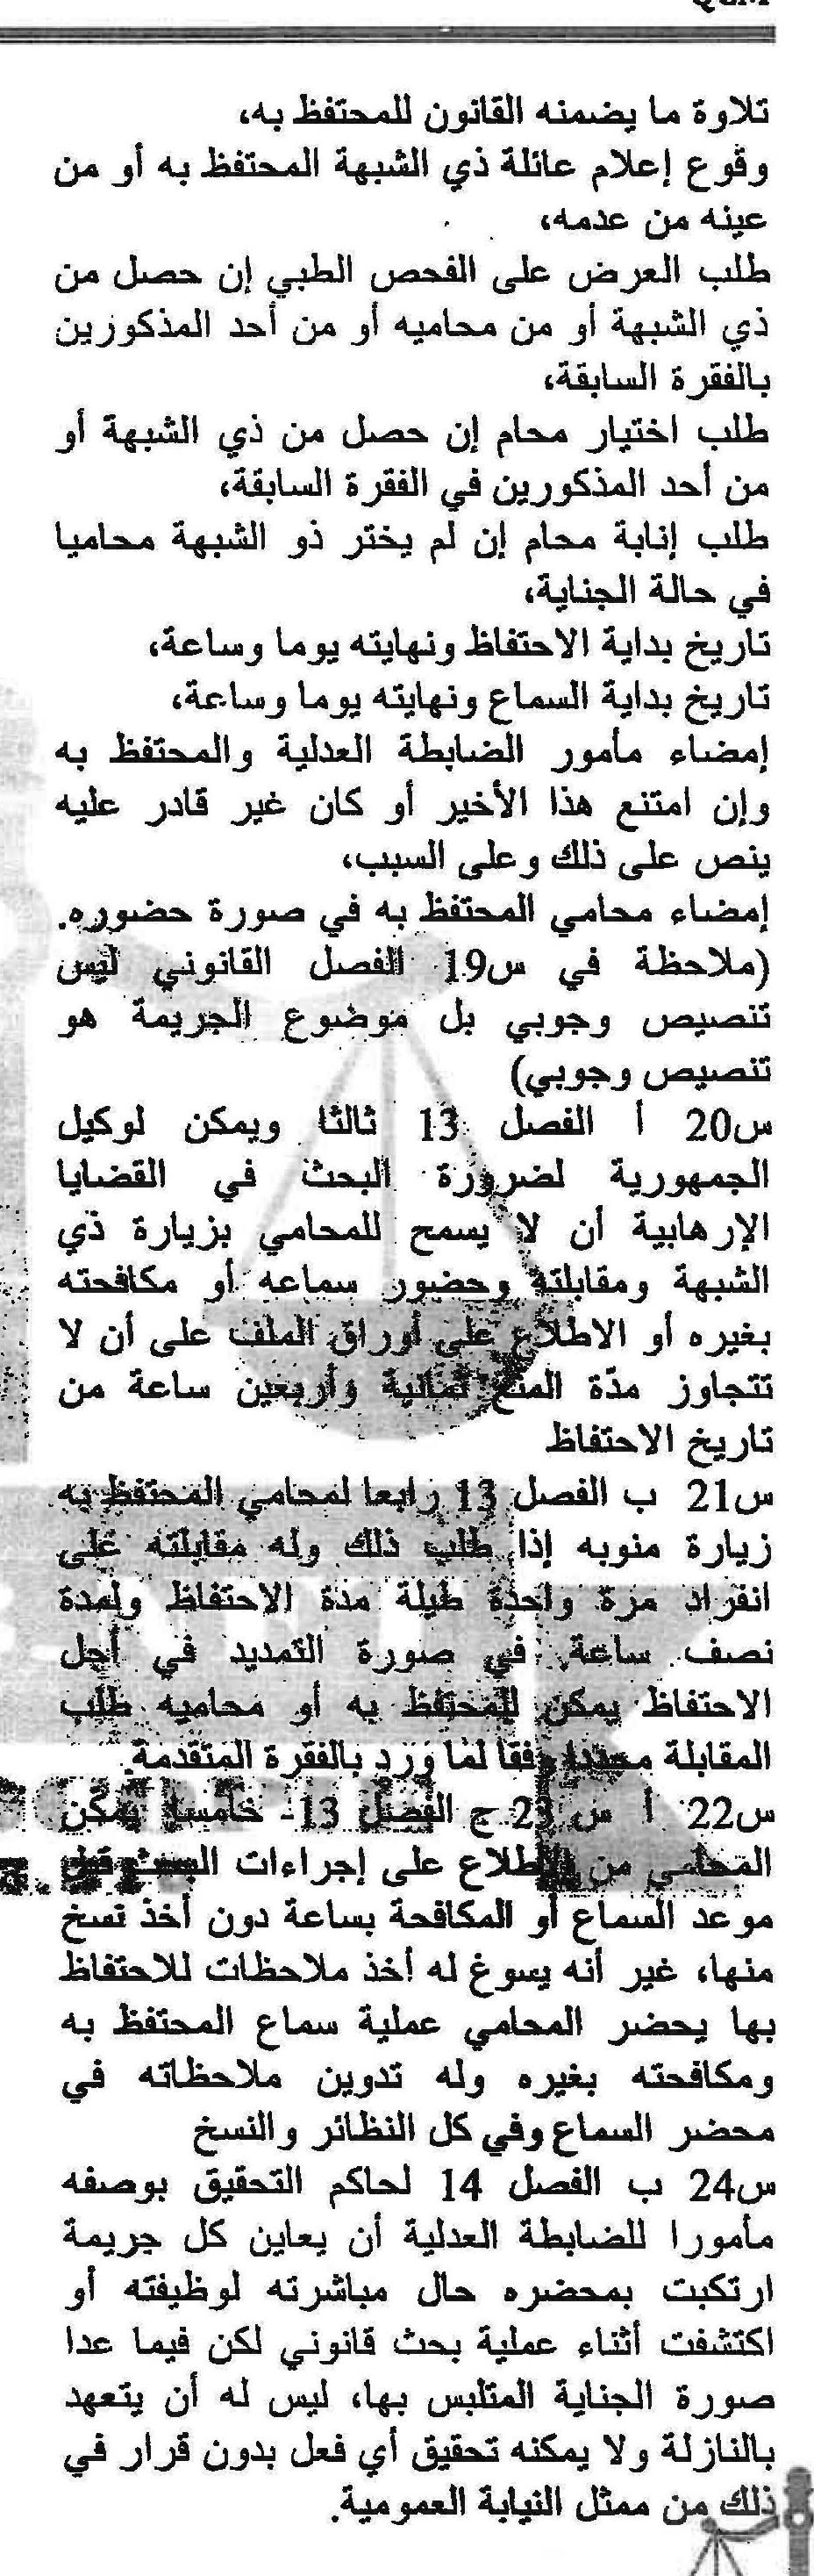 تلاوة ما يضمنه القانون للمحتفظ به،
وقوع إعلام عائلة ذي الشبهة المحتفظ به أو من
عينه من عدمه،
طلب العرض على الفحص الطبي إن حصل من
ذي الشبهة أو من محاميه أو من أحد المذكورين
بالفقرة السابقة،
طلب اختيار محام إن حصل من ذي الشبهة أو
من أحد المذكورين في الفقرة السابقة،
طلب إنابة محام إن لم يختر ذو الشبهة محاميا
في حالة الجناية،
تاريخ بداية الاحتفاظ ونهايته يوما وساعة،
تاريخ بداية السماع ونهايته يوما وساعة،
إمضاء مأمور الضابطة العدلية والمحتفظ به
وإن امتنع هذا الأخير أو كان غير قادر عليه
ينص على ذلك وعلى السبب،
إمضاء محامي المحتفظ به في صورة حضوره.
(ملاحظة في س19 الفصل القانوني ليس
تنصيص وجوبي بل موضوع الجريمة هو
تنصيص وجوبي)
س20 أ الفصل 13 ثالثا ويمكن لوكيل
الجمهورية لضرورة البحث في القضايا
الإرهابية أن لا يسمح للمحامي بزيارة ذي
الشبهة ومقابلته وحضور سماعه أو مكافحته
بغيره أو الاطلاع على أوراق الملف على أن لا
تتجاوز مدّة المنع ثمانية وأربعين ساعة من
تاريخ الاحتفاظ
س21 ب الفصل 13 رابعا لمحامي المحتفظ به
زيارة منوبه إذا طلب ذلك وله مقابلته على
انفراد مرة واحدة طيلة مدة الاحتفاظ ولمدة
نصف ساعة. في صورة التمديد في أجل
الاحتفاظ يمكن للمحتفظ به أو محاميه طلب
المقابلة مجددا وفقا لما ورد بالفقرة المتقدمة.
س22 أ س 23 ج الفصل 13- خامسا يمكن
المحامي من الاطلاع على إجراءات البحث قبل
موعد السماع أو المكافحة بساعة دون أخذ نسخ
منها، غير أنه يسوغ له أخذ ملاحظات للاحتفاظ
بها يحضر المحامي عملية سماع المحتفظ به
ومكافحته بغيره وله تدوين ملاحظاته في
محضر السماع وفي كل النظائر والنسخ
س24 ب الفصل 14 لحاكم التحقيق بوصفه
مأمورا للضابطة العدلية أن يعاين كل جريمة
ارتكبت بمحضره حال مباشرته لوظيفته أو
اكتشفت أثناء عملية بحث قانوني لكن فيما عدا
صورة الجناية المتلبس بها، ليس له أن يتعهد
بالنازلة ولا يمكنه تحقيق أي فعل بدون قرار في
ذلك من ممثل النيابة العمومية.